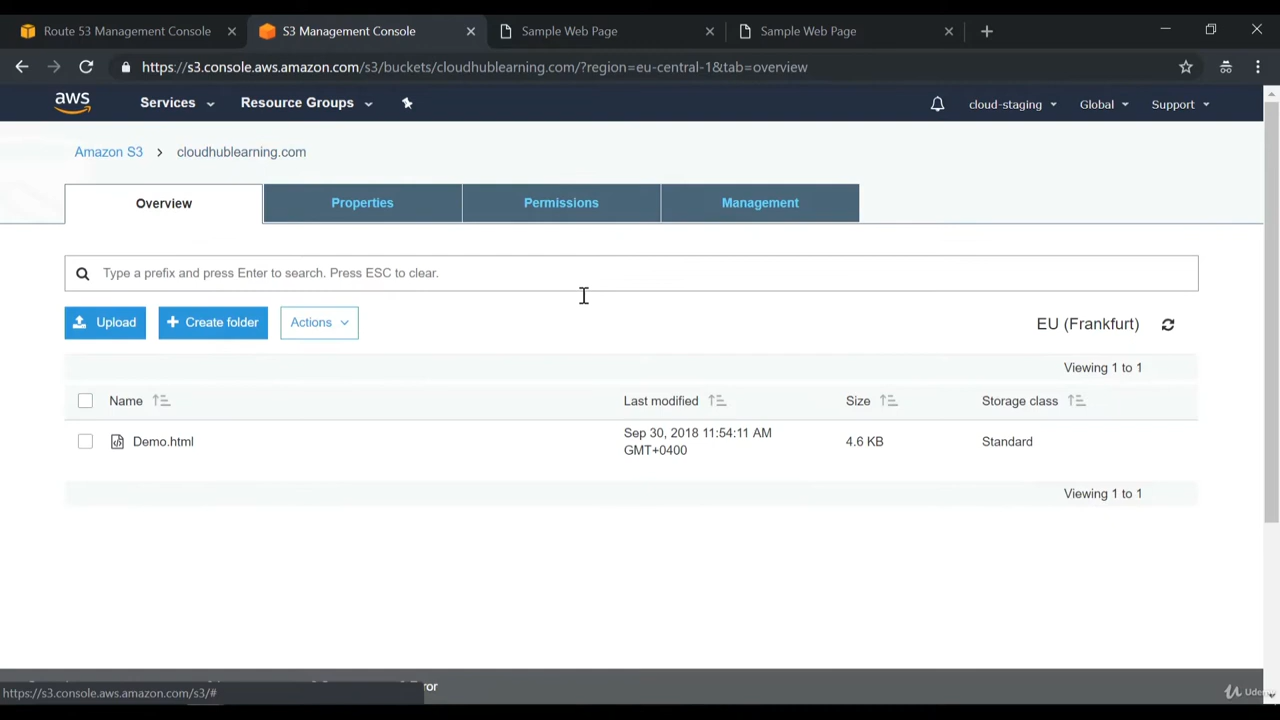 Route 53 Management Console
S3 Management Console
Sample Web Page
Sample Web Page
https://s3.console.aws.amazon.com/s3/buckets/cloudhublearning.com/?region=eu-central-1&tab=overview
aws
Services
Resource Groups
cloud-staging
Global
Support
Amazon S3 > cloudhublearning.com
Overview
Properties
Permissions
Management
Type a prefix and press Enter to search. Press ESC to clear.
Upload
+ Create folder
Actions
EU (Frankfurt)
Viewing 1 to 1
Name
Last modified
Size
Storage class
Demo.html
Sep 30, 2018 11:54:11 AM
GMT+0400
4.6 KB
Standard
Viewing 1 to 1
https://s3.console.aws.amazon.com/s3/#